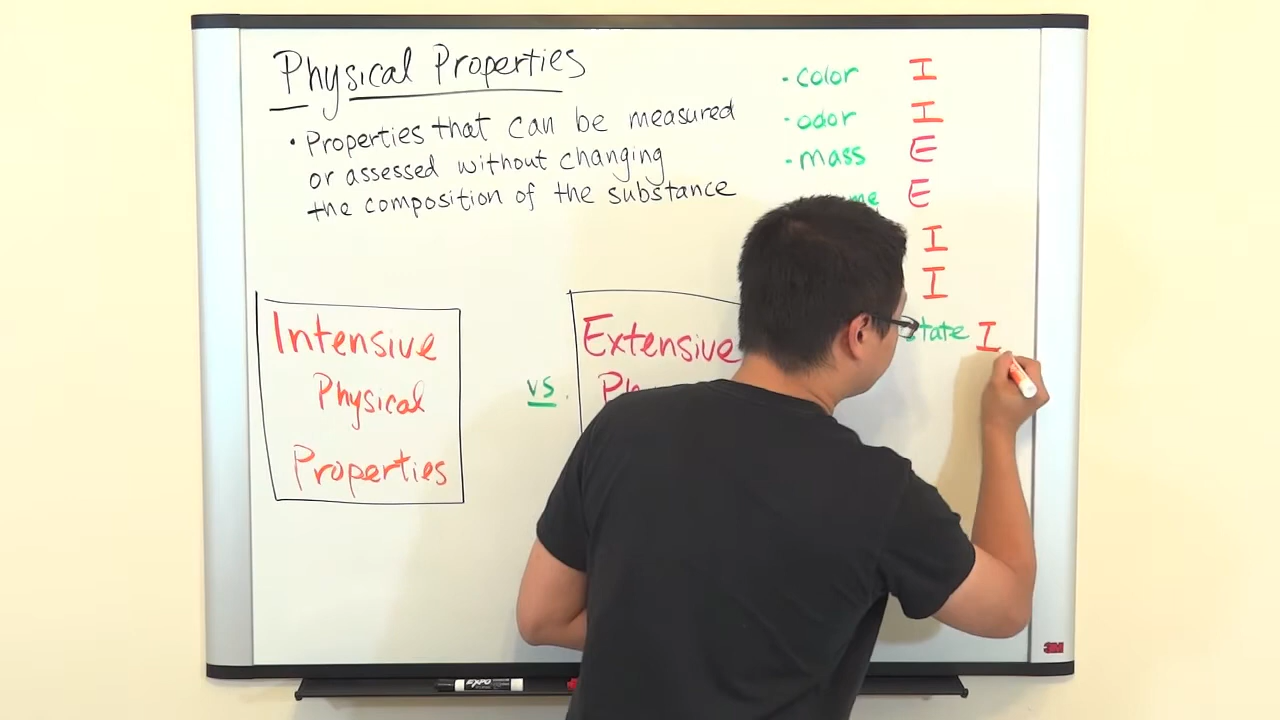 Physical Properties
• Properties that can be measured
or assessed without changing
the composition of the substance
Intensive
Physical
Properties
vs.
Extensive
• color I
• odor I
• mass E
E
I
I
state I
EXPO
3M